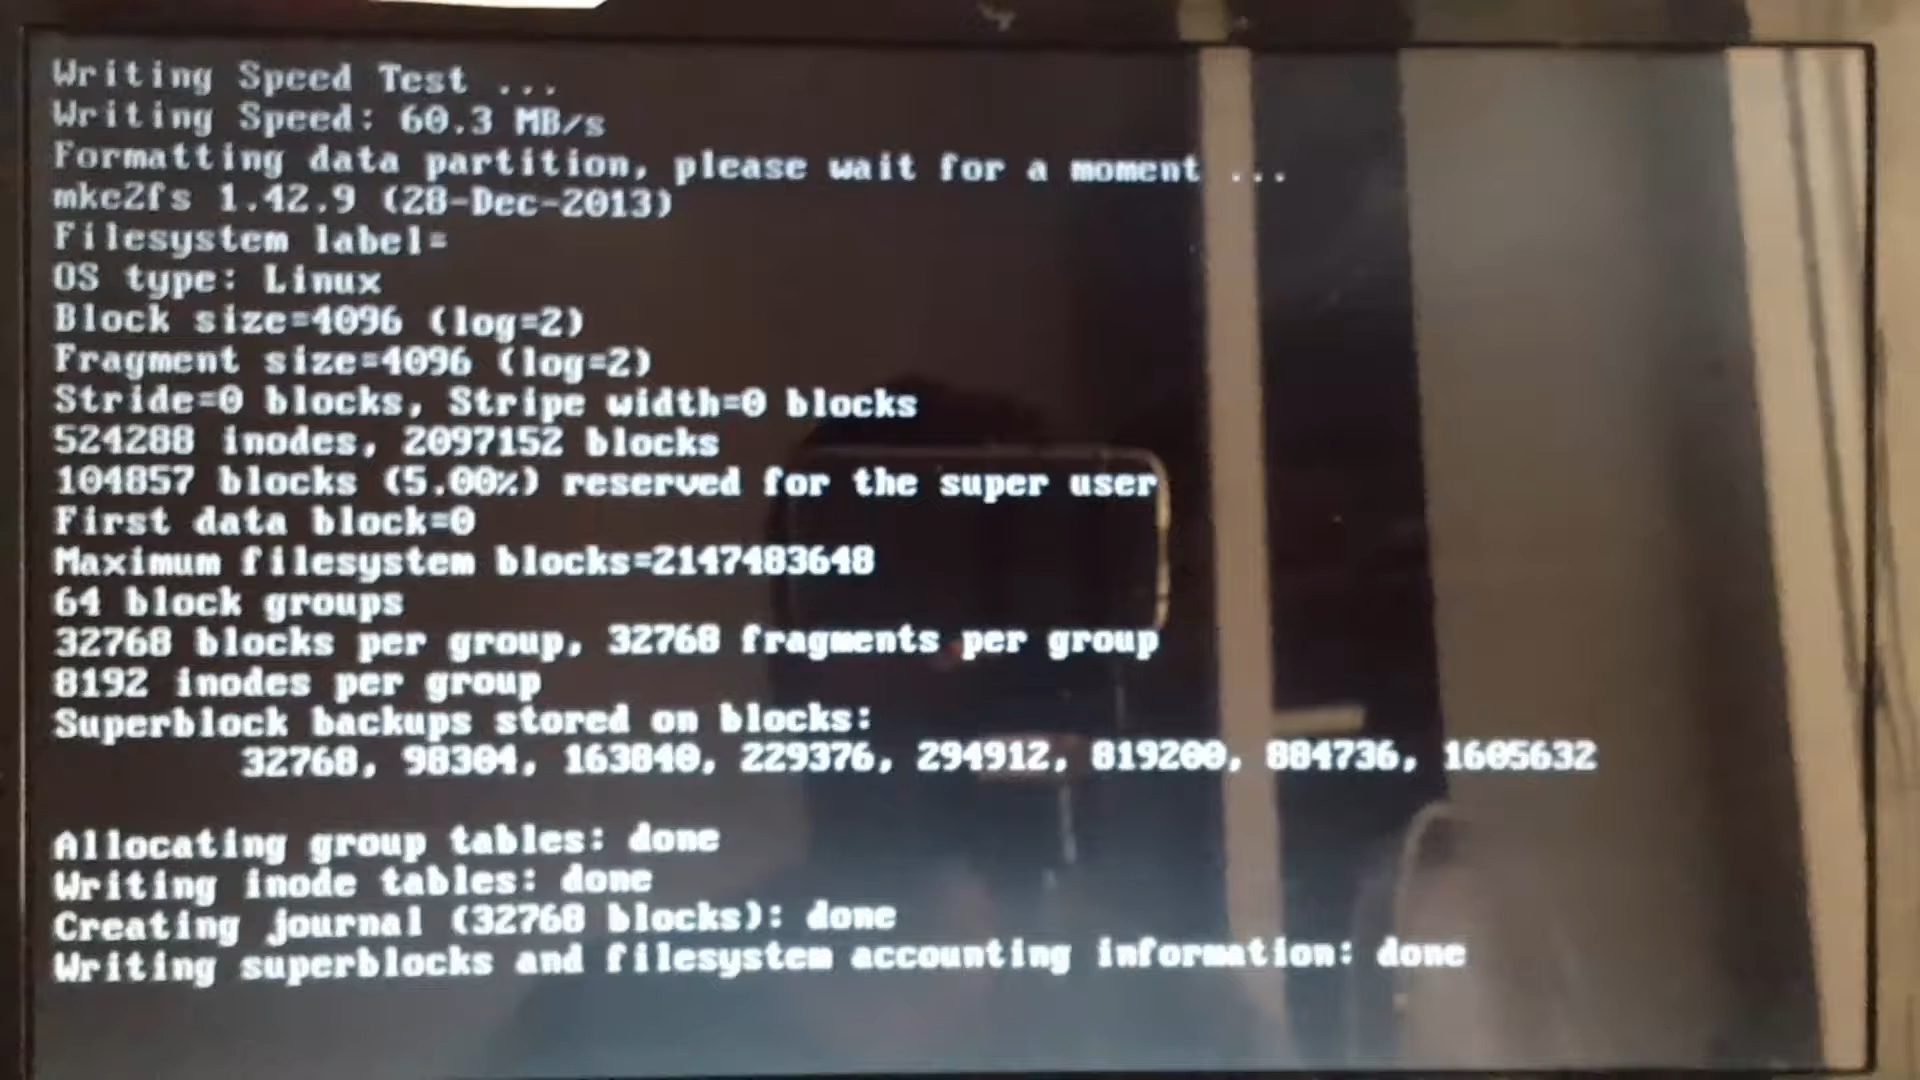 Writing Speed Test ...
Writing Speed: 60.3 MB/s
Formatting data partition, please wait for a moment ...
mke2fs 1.42.9 (28-Dec-2013)
Filesystem label=
OS type: Linux
Block size=4096 (log=2)
Fragment size=4096 (log=2)
Stride=0 blocks, Stripe width=0 blocks
524288 inodes, 2097152 blocks
104857 blocks (5.00%) reserved for the super user
First data block=0
Maximum filesystem blocks=2147483648
64 block groups
32768 blocks per group, 32768 fragments per group
8192 inodes per group
Superblock backups stored on blocks:
32768, 98304, 163840, 229376, 294912, 819200, 884736, 1605632
Allocating group tables: done
Writing inode tables: done
Creating journal (32768 blocks): done
Writing superblocks and filesystem accounting information: done